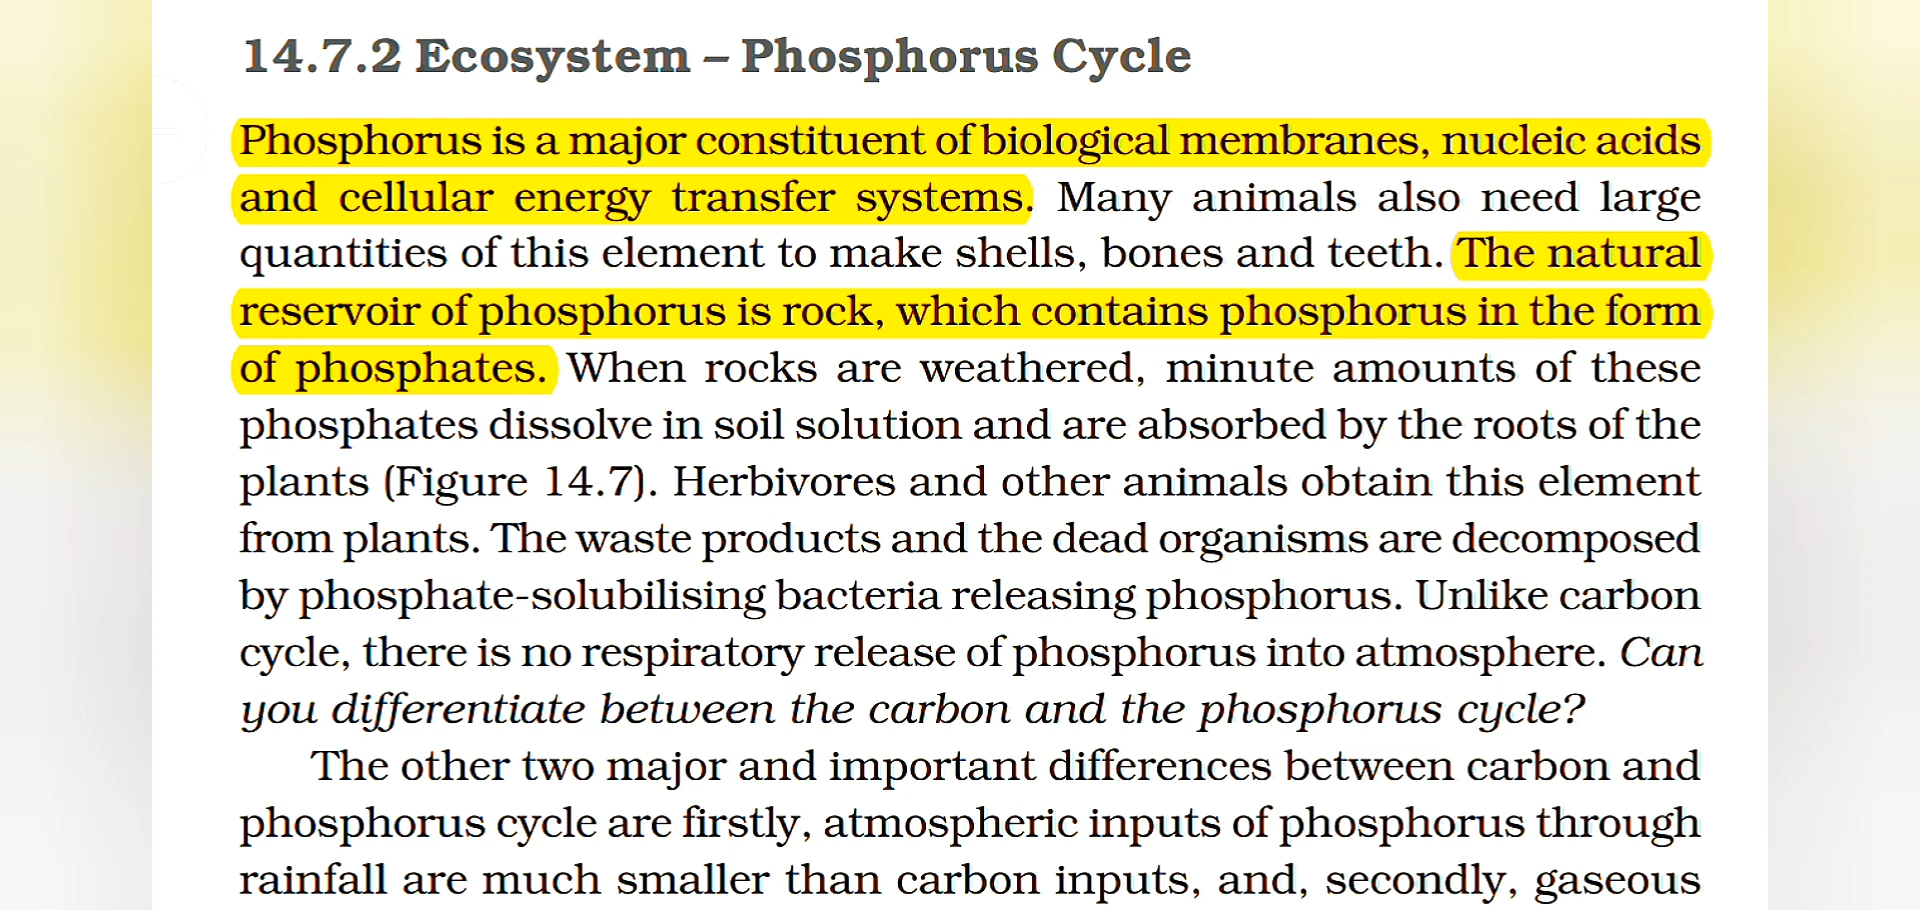 14.7.2 Ecosystem – Phosphorus Cycle
Phosphorus is a major constituent of biological membranes, nucleic acids
and cellular energy transfer systems. Many animals also need large
quantities of this element to make shells, bones and teeth. The natural
reservoir of phosphorus is rock, which contains phosphorus in the form
of phosphates. When rocks are weathered, minute amounts of these
phosphates dissolve in soil solution and are absorbed by the roots of the
plants (Figure 14.7). Herbivores and other animals obtain this element
from plants. The waste products and the dead organisms are decomposed
by phosphate-solubilising bacteria releasing phosphorus. Unlike carbon
cycle, there is no respiratory release of phosphorus into atmosphere. Can
you differentiate between the carbon and the phosphorus cycle?
The other two major and important differences between carbon and
phosphorus cycle are firstly, atmospheric inputs of phosphorus through
rainfall are much smaller than carbon inputs, and, secondly, gaseous